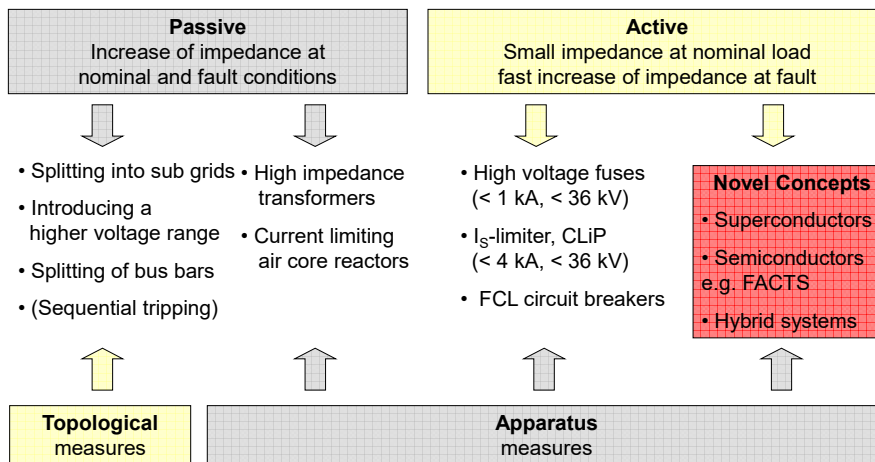 Passive
Increase of impedance at
nominal and fault conditions
Active
Small impedance at nominal load
fast increase of impedance at fault
• Splitting into sub grids
• Introducing a
higher voltage range
• Splitting of bus bars
• (Sequential tripping)
• High impedance
transformers
• Current limiting
air core reactors
• High voltage fuses
(< 1 kA, < 36 kV)
• IS-limiter, CLiP
(< 4 kA, < 36 kV)
• FCL circuit breakers
Novel Concepts
• Superconductors
• Semiconductors
e.g. FACTS
• Hybrid systems
Topological
measures
Apparatus
measures